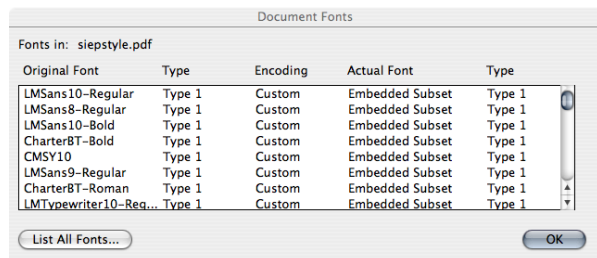 Document Fonts
Fonts in: siepstyle.pdf
Original Font Type Encoding Actual Font Type
LMSans10-Regular Type 1 Custom Embedded Subset Type 1
LMSans8-Regular Type 1 Custom Embedded Subset Type 1
LMSans10-Bold Type 1 Custom Embedded Subset Type 1
CharterBT-Bold Type 1 Custom Embedded Subset Type 1
CMSY10 Type 1 Custom Embedded Subset Type 1
LMSans9-Regular Type 1 Custom Embedded Subset Type 1
CharterBT-Roman Type 1 Custom Embedded Subset Type 1
LMTypewriter10-Reg... Type 1 Custom Embedded Subset Type 1
List All Fonts... OK